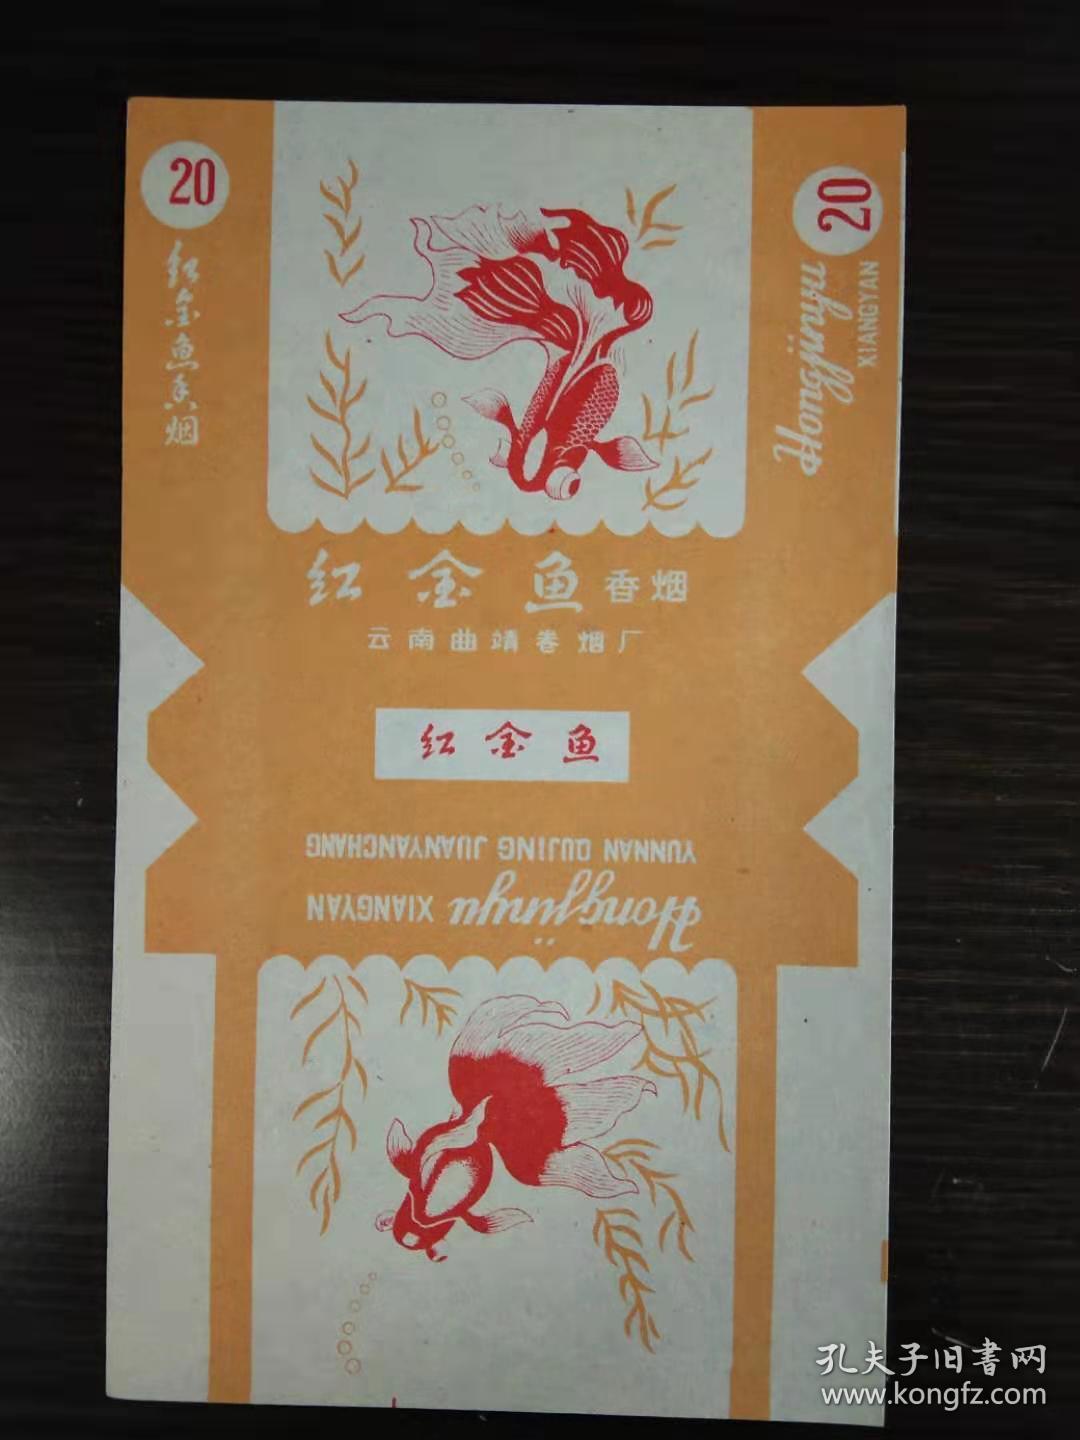 20
红金鱼香烟
20
Hongjinyu
XIANGYAN
红金鱼香烟
云南曲靖卷烟厂
红金鱼
Hongjinyu XIANGYAN
YUNNAN QUJING JUANYANCHANG
孔夫子旧書网
www.kongfz.com